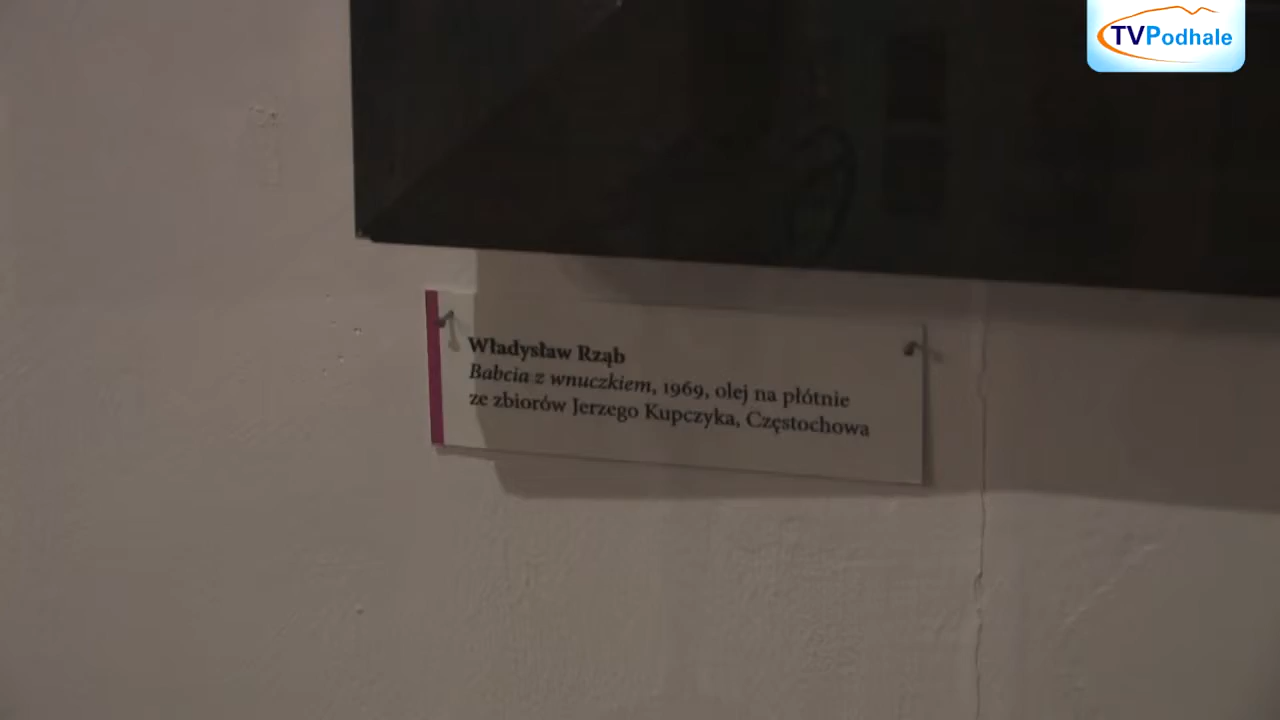 TVPodhale
Władysław Rząb
Babcia z wnuczkiem, 1969, olej na płótnie
ze zbiorów Jerzego Kupczyka, Częstochowa